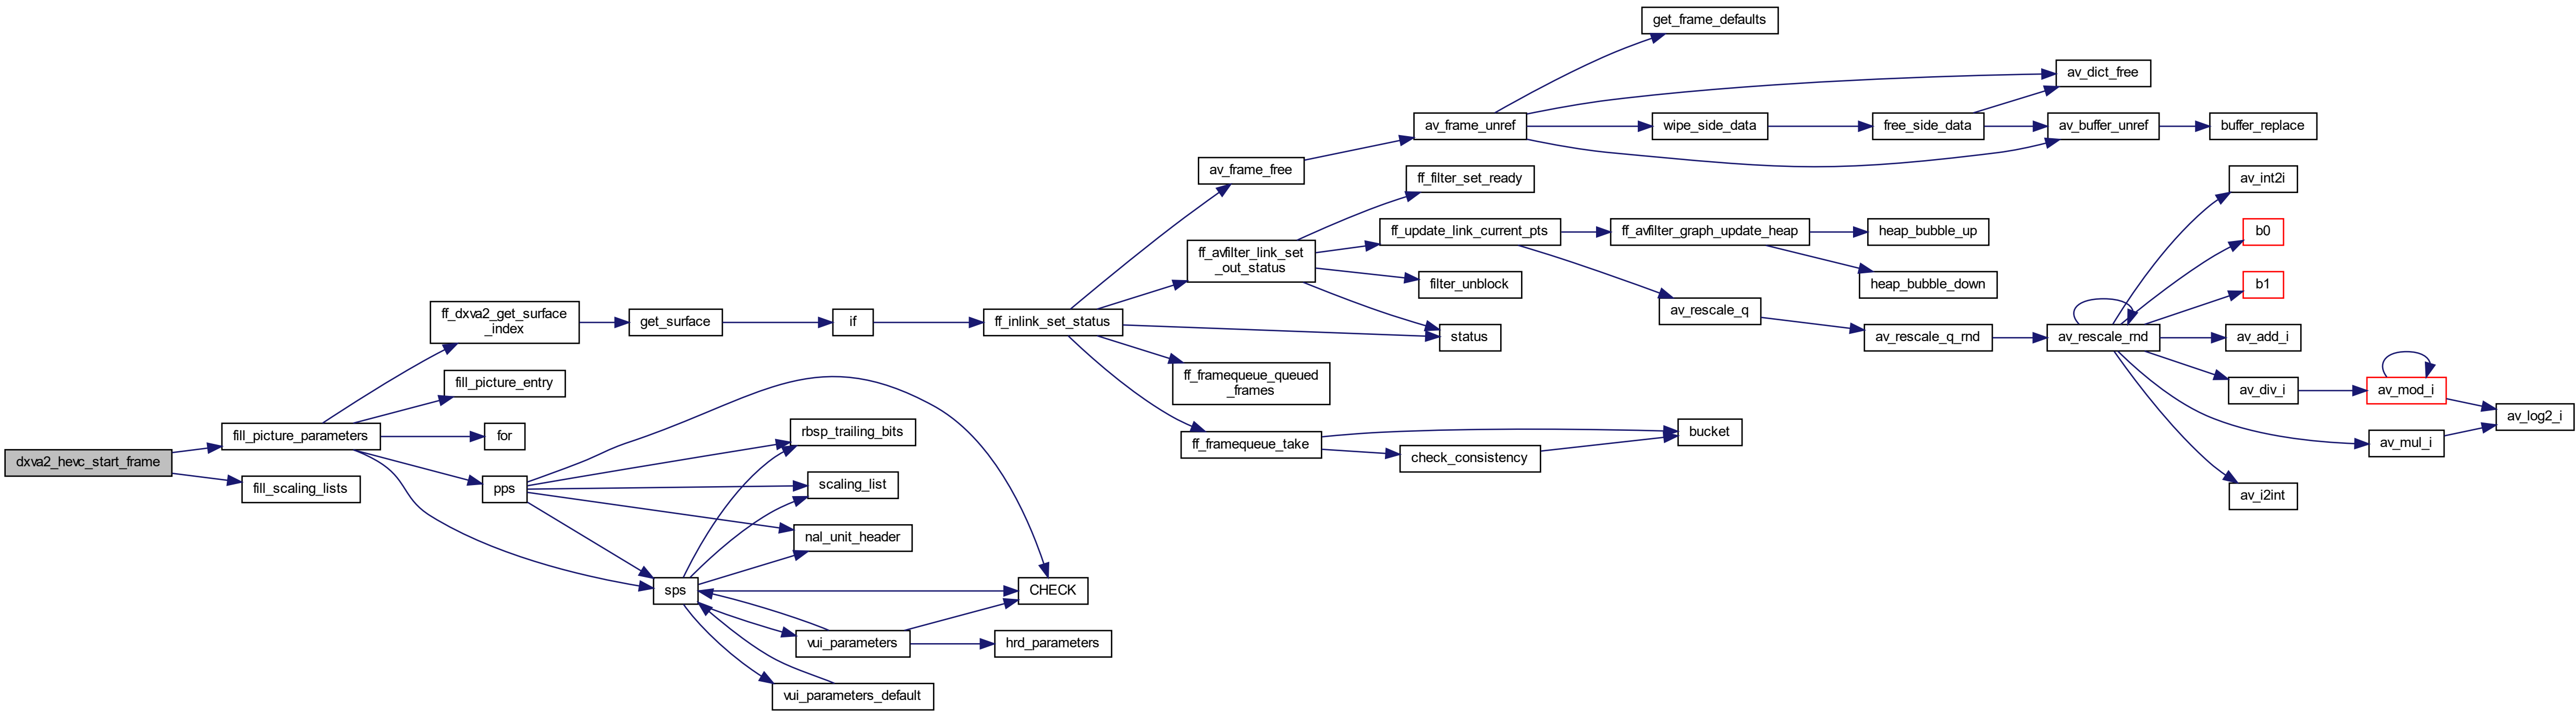 get_frame_defaults
av_dict_free
av_frame_unref
wipe_side_data
free_side_data
av_buffer_unref
buffer_replace
av_frame_free
ff_filter_set_ready
av_int2i
ff_update_link_current_pts
ff_avfilter_graph_update_heap
heap_bubble_up
b0
ff_avfilter_link_set
_out_status
filter_unblock
heap_bubble_down
b1
ff_dxva2_get_surface
_index
get_surface
if
ff_inlink_set_status
status
av_rescale_q
av_rescale_q_rnd
av_rescale_rnd
av_add_i
fill_picture_entry
ff_framequeue_queued
_frames
av_div_i
av_mod_i
av_log2_i
fill_picture_parameters
for
rbsp_trailing_bits
ff_framequeue_take
bucket
check_consistency
av_mul_i
dxva2_hevc_start_frame
fill_scaling_lists
pps
scaling_list
av_i2int
nal_unit_header
sps
CHECK
vui_parameters
hrd_parameters
vui_parameters_default